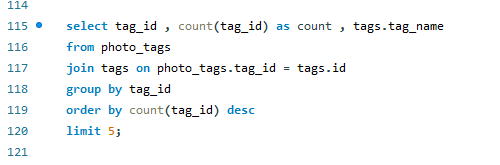 114
115 select tag_id , count(tag_id) as count , tags.tag_name
116 from photo_tags
117 join tags on photo_tags.tag_id = tags.id
118 group by tag_id
119 order by count(tag_id) desc
120 limit 5;
121